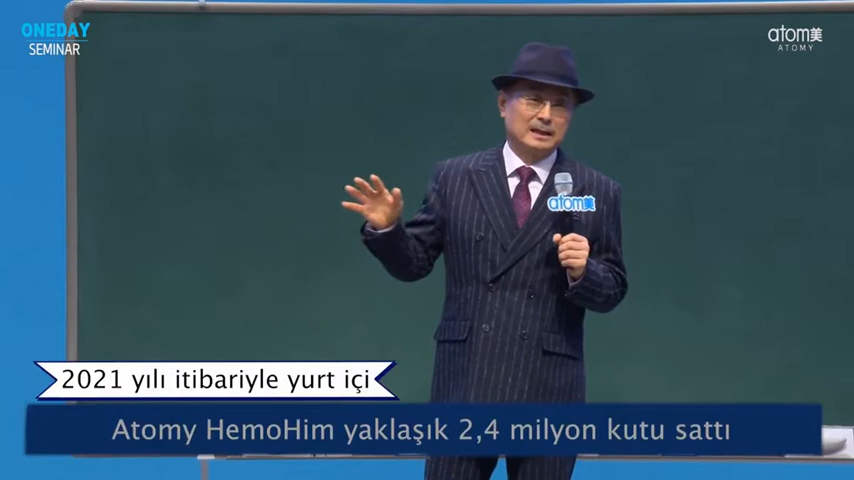 ONEDAY
SEMINAR
atom美
ATOMY
atom美
2021 yılı itibariyle yurt içi
Atomy HemoHim yaklaşık 2,4 milyon kutu sattı